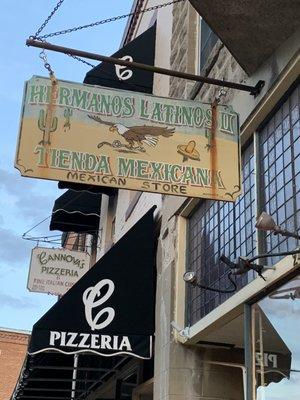 C
HERMANOS LATINOS II
TIENDA MEXICANA
MEXICAN STORE
CANNOVA'S
PIZZERIA
& FINE ITALIAN CUISINE
C
PIZZERIA